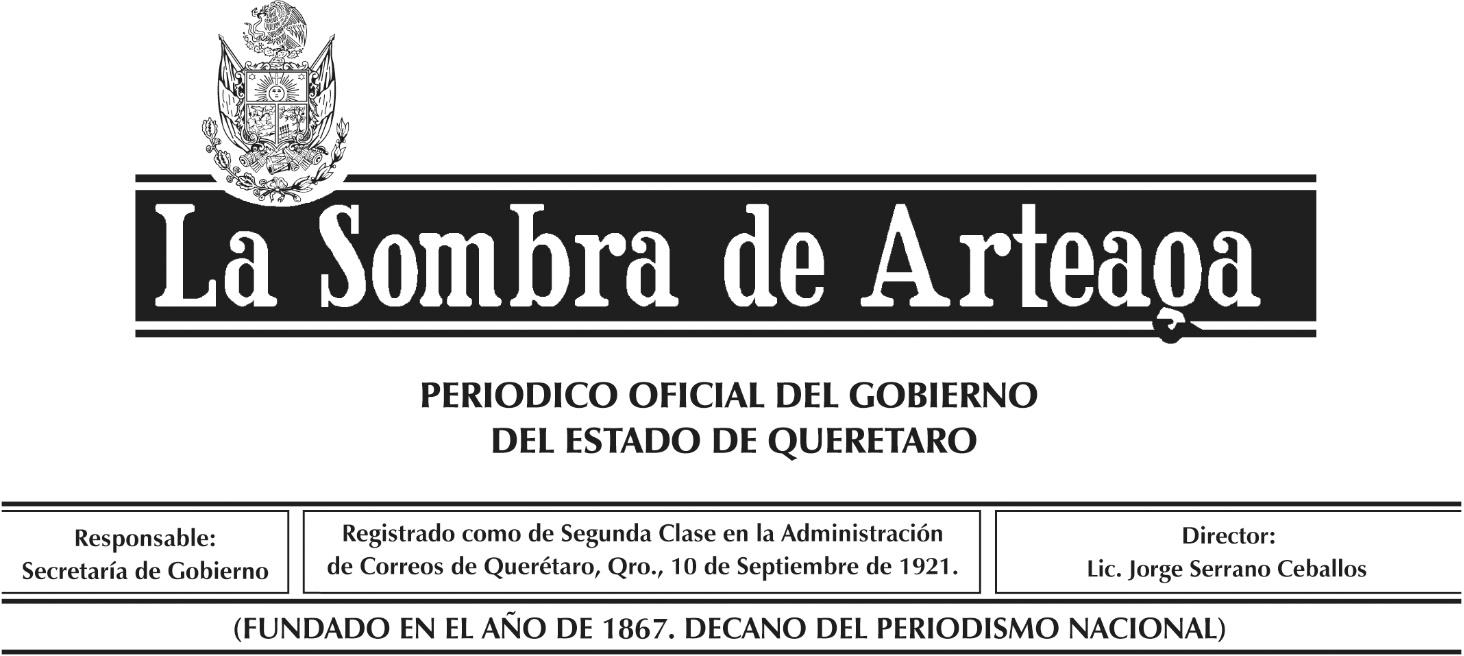 La Sombra de Arteaga
PERIODICO OFICIAL DEL GOBIERNO
DEL ESTADO DE QUERETARO
Responsable:
Secretaría de Gobierno
Registrado como de Segunda Clase en la Administración
de Correos de Querétaro, Qro., 10 de Septiembre de 1921.
Director:
Lic. Jorge Serrano Ceballos
(FUNDADO EN EL AÑO DE 1867. DECANO DEL PERIODISMO NACIONAL)